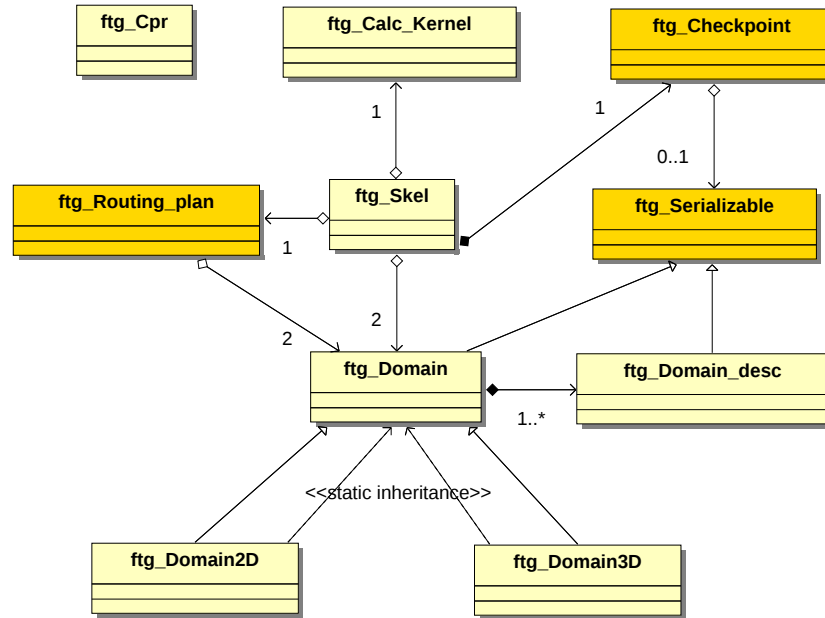 ftg_Cpr
ftg_Calc_Kernel
ftg_Checkpoint
1
1
0..1
ftg_Routing_plan
ftg_Skel
ftg_Serializable
1
2
2
ftg_Domain
ftg_Domain_desc
1..*
<<static inheritance>>
ftg_Domain2D
ftg_Domain3D